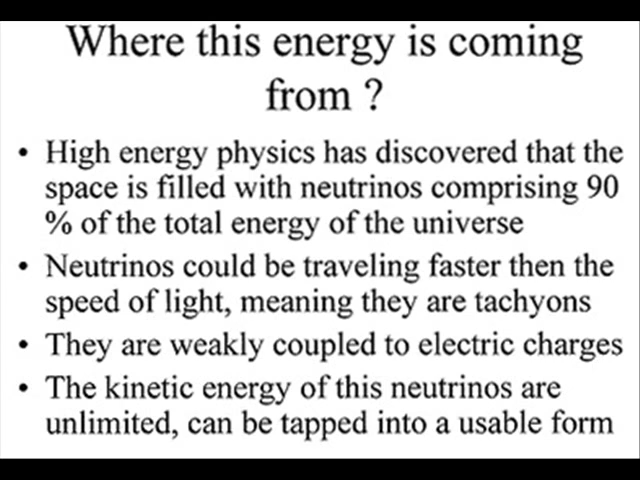 Where this energy is coming
from ?
• High energy physics has discovered that the
space is filled with neutrinos comprising 90
% of the total energy of the universe
• Neutrinos could be traveling faster then the
speed of light, meaning they are tachyons
• They are weakly coupled to electric charges
• The kinetic energy of this neutrinos are
unlimited, can be tapped into a usable form